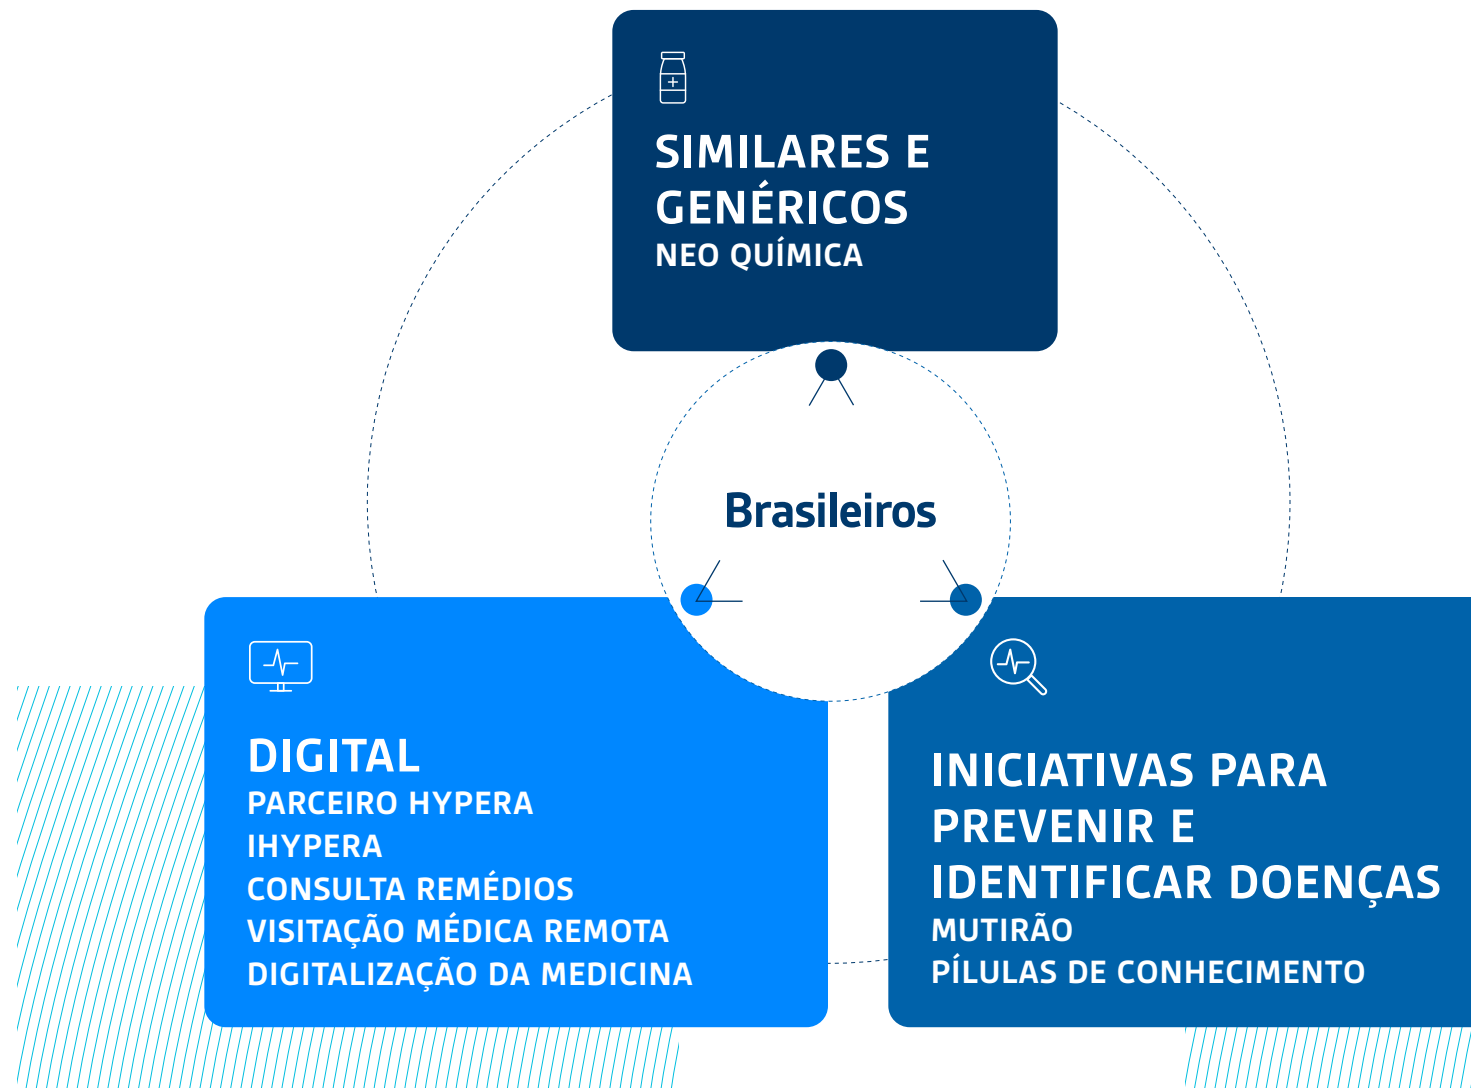 SIMILARES E
GENÉRICOS
NEO QUÍMICA
Brasileiros
DIGITAL
PARCEIRO HYPERA
IHYPERA
CONSULTA REMÉDIOS
VISITAÇÃO MÉDICA REMOTA
DIGITALIZAÇÃO DA MEDICINA
INICIATIVAS PARA
PREVENIR E
IDENTIFICAR DOENÇAS
MUTIRÃO
PÍLULAS DE CONHECIMENTO